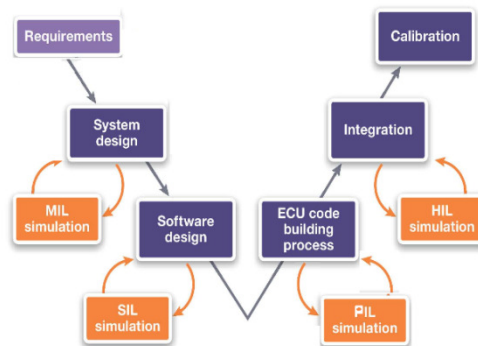 Requirements
Calibration
System
design
Integration
MIL
simulation
Software
design
ECU code
building
process
HIL
simulation
SIL
simulation
PIL
simulation